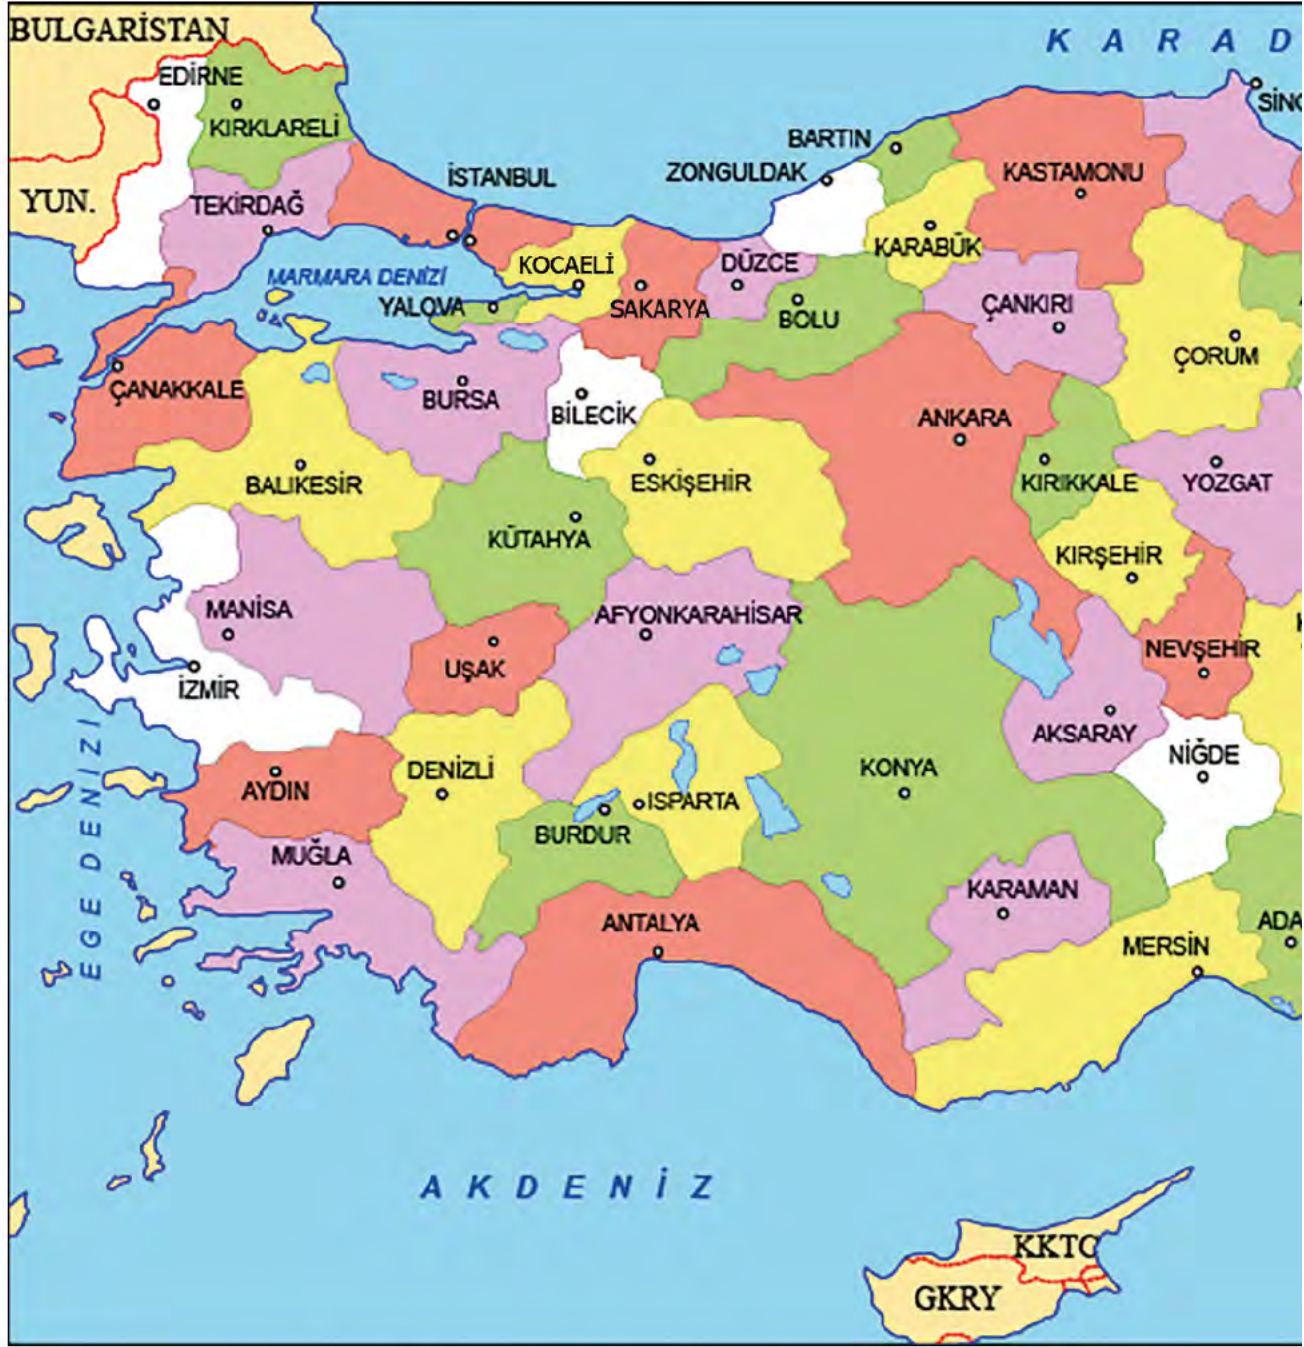 BULGARİSTAN
K A R A D
EDİRNE
SİNO
KIRKLARELİ
BARTIN
ZONGULDAK
KASTAMONU
İSTANBUL
YUN.
TEKİRDAĞ
KARABÜK
KOCAELİ
DÜZCE
MARMARA DENİZİ
YALOVA
SAKARYA
BOLU
ÇANKIRI
ÇORUM
ÇANAKKALE
BURSA
BİLECİK
ANKARA
BALIKESİR
ESKİŞEHİR
KIRIKKALE
YOZGAT
KÜTAHYA
KIRŞEHİR
MANİSA
AFYONKARAHİSAR
UŞAK
NEVŞEHİR
İZMİR
AKSARAY
NİĞDE
EGE DENİZİ
DENİZLİ
KONYA
AYDIN
ISPARTA
BURDUR
MUĞLA
KARAMAN
ANTALYA
ADA
MERSİN
A K D E N İ Z
KKTC
GKRY